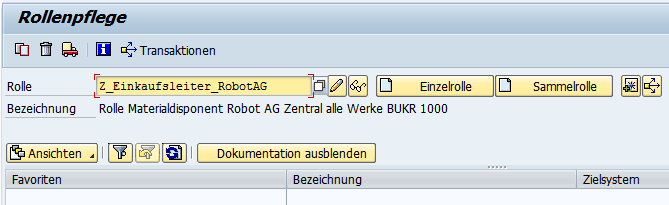 Rollenpflege
Transaktionen
Rolle Z_Einkaufsleiter_RobotAG Einzelrolle Sammelrolle
Bezeichnung Rolle Materialdisponent Robot AG Zentral alle Werke BUKR 1000
Ansichten Dokumentation ausblenden
Favoriten Bezeichnung Zielsystem